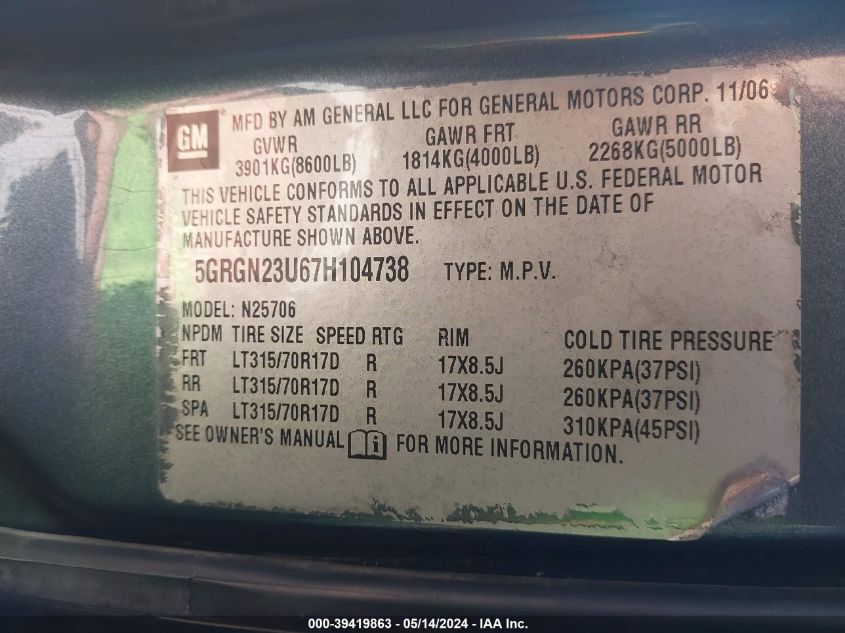 GM
MFD BY AM GENERAL LLC FOR GENERAL MOTORS CORP. 11/06
GVWR GAWR FRT GAWR RR
3901KG(8600LB) 1814KG(4000LB) 2268KG(5000LB)
THIS VEHICLE CONFORMS TO ALL APPLICABLE U.S. FEDERAL MOTOR
VEHICLE SAFETY STANDARDS IN EFFECT ON THE DATE OF
MANUFACTURE SHOWN ABOVE.
5GRGN23U67H104738 TYPE: M.P.V.
MODEL: N25706
NPDM TIRE SIZE SPEED RTG RIM COLD TIRE PRESSURE
FRT LT315/70R17D R 17X8.5J 260KPA(37PSI)
RR LT315/70R17D R 17X8.5J 260KPA(37PSI)
SPA LT315/70R17D R 17X8.5J 310KPA(45PSI)
SEE OWNER'S MANUAL i FOR MORE INFORMATION.
000-39419863 - 05/14/2024 - IAA Inc.